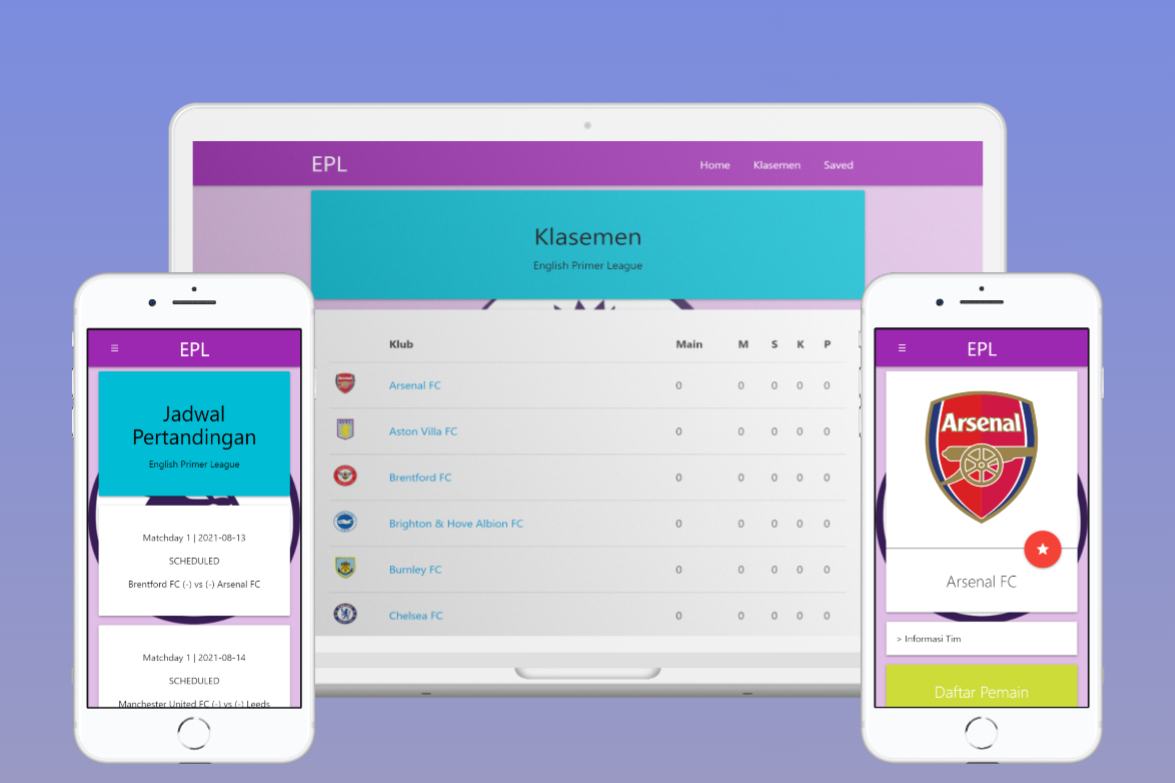 EPL
Home Klasemen Saved
Klasemen
English Primer League
Klub Main M S K P
Arsenal FC 0 0 0 0 0
Aston Villa FC 0 0 0 0 0
Brentford FC 0 0 0 0 0
Brighton & Hove Albion FC 0 0 0 0 0
Burnley FC 0 0 0 0 0
Chelsea FC 0 0 0 0 0
☰ EPL
Jadwal
Pertandingan
English Primer League
Matchday 1 | 2021-08-13
SCHEDULED
Brentford FC (-) vs (-) Arsenal FC
Matchday 1 | 2021-08-14
SCHEDULED
Manchester United FC (-) vs (-) Leeds
☰ EPL
Arsenal
Arsenal FC
> Informasi Tim
Daftar Pemain